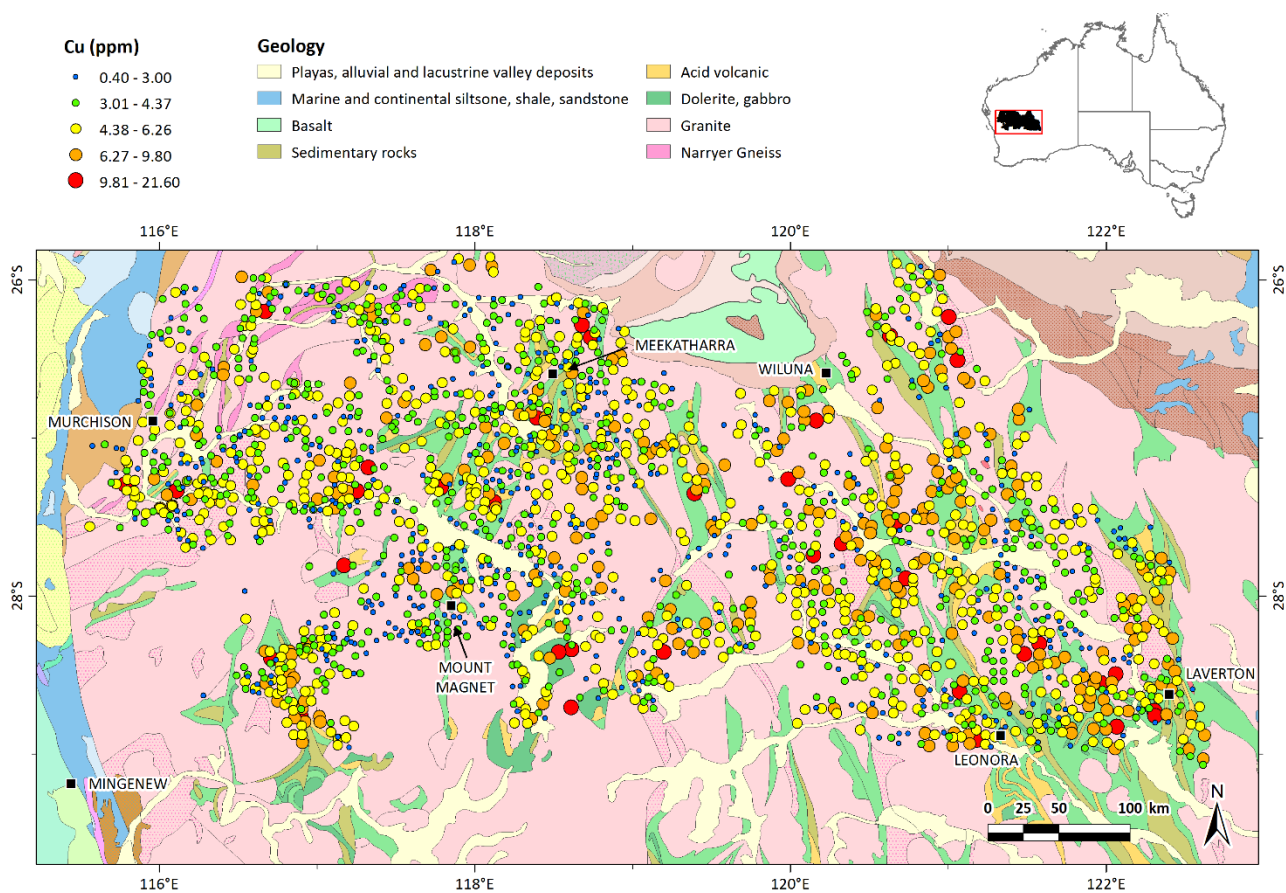 Cu (ppm)
0.40 - 3.00
3.01 - 4.37
4.38 - 6.26
6.27 - 9.80
9.81 - 21.60
Geology
Playas, alluvial and lacustrine valley deposits
Marine and continental siltsone, shale, sandstone
Basalt
Sedimentary rocks
Acid volcanic
Dolerite, gabbro
Granite
Narryer Gneiss
116°E
118°E
120°E
122°E
26°S
26°S
MEEKATHARRA
WILUNA
MURCHISON
28°S
28°S
MOUNT
MAGNET
LAVERTON
LEONORA
MINGENEW
N
0 25 50 100 km
116°E
118°E
120°E
122°E